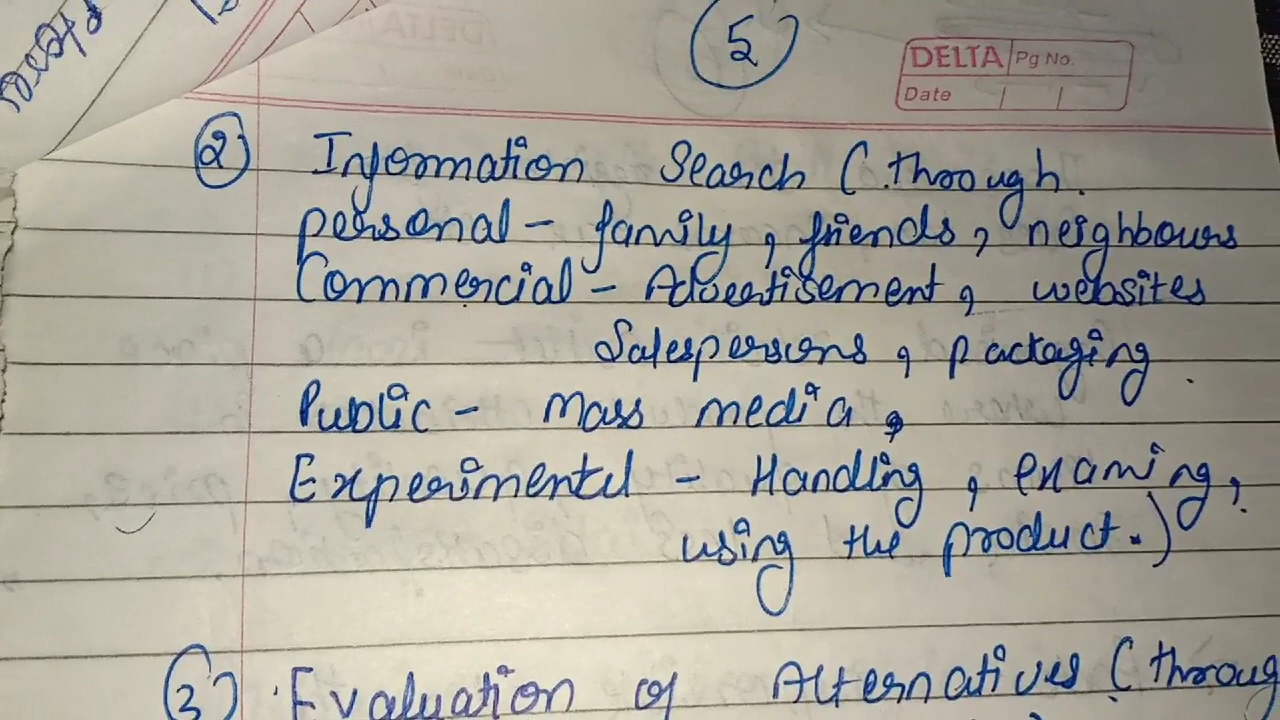 5
DELTA Pg No.
Date
2 Information Search (through
personal - family, friends, neighbours
Commercial - Advertisement, websites
Salespersons, packaging.
Public - mass media,
Experimentl - Handling, examing,
using the product.)
3 Evaluation of Alternatives (throug